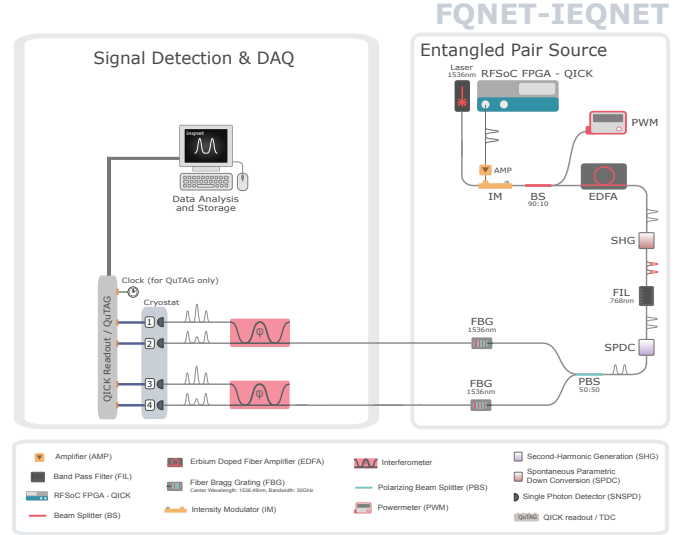 FQNET-IEQNET
Signal Detection & DAQ
Entangled Pair Source
Laser
1536nm
RFSoC FPGA - QICK
PWM
Inqnet
AMP
IM
BS
90:10
EDFA
Data Analysis
and Storage
SHG
Clock (for QuTAG only)
Cryostat
FIL
768nm
QICK Readout / QuTAG
1
2
3
4
φ
φ
FBG
1536nm
SPDC
FBG
1536nm
PBS
50:50
Amplifier (AMP)
Band Pass Filter (FIL)
RFSoC FPGA - QICK
Beam Splitter (BS)
Erbium Doped Fiber Amplifier (EDFA)
Fiber Bragg Grating (FBG)
Center Wavelength: 1536.49nm, Bandwidth: 30GHz
Intensity Modulator (IM)
Interferometer
Polarizing Beam Splitter (PBS)
Powermeter (PWM)
Second-Harmonic Generation (SHG)
Spontaneous Parametric
Down Conversion (SPDC)
Single Photon Detector (SNSPD)
QuTAG
QICK readout / TDC